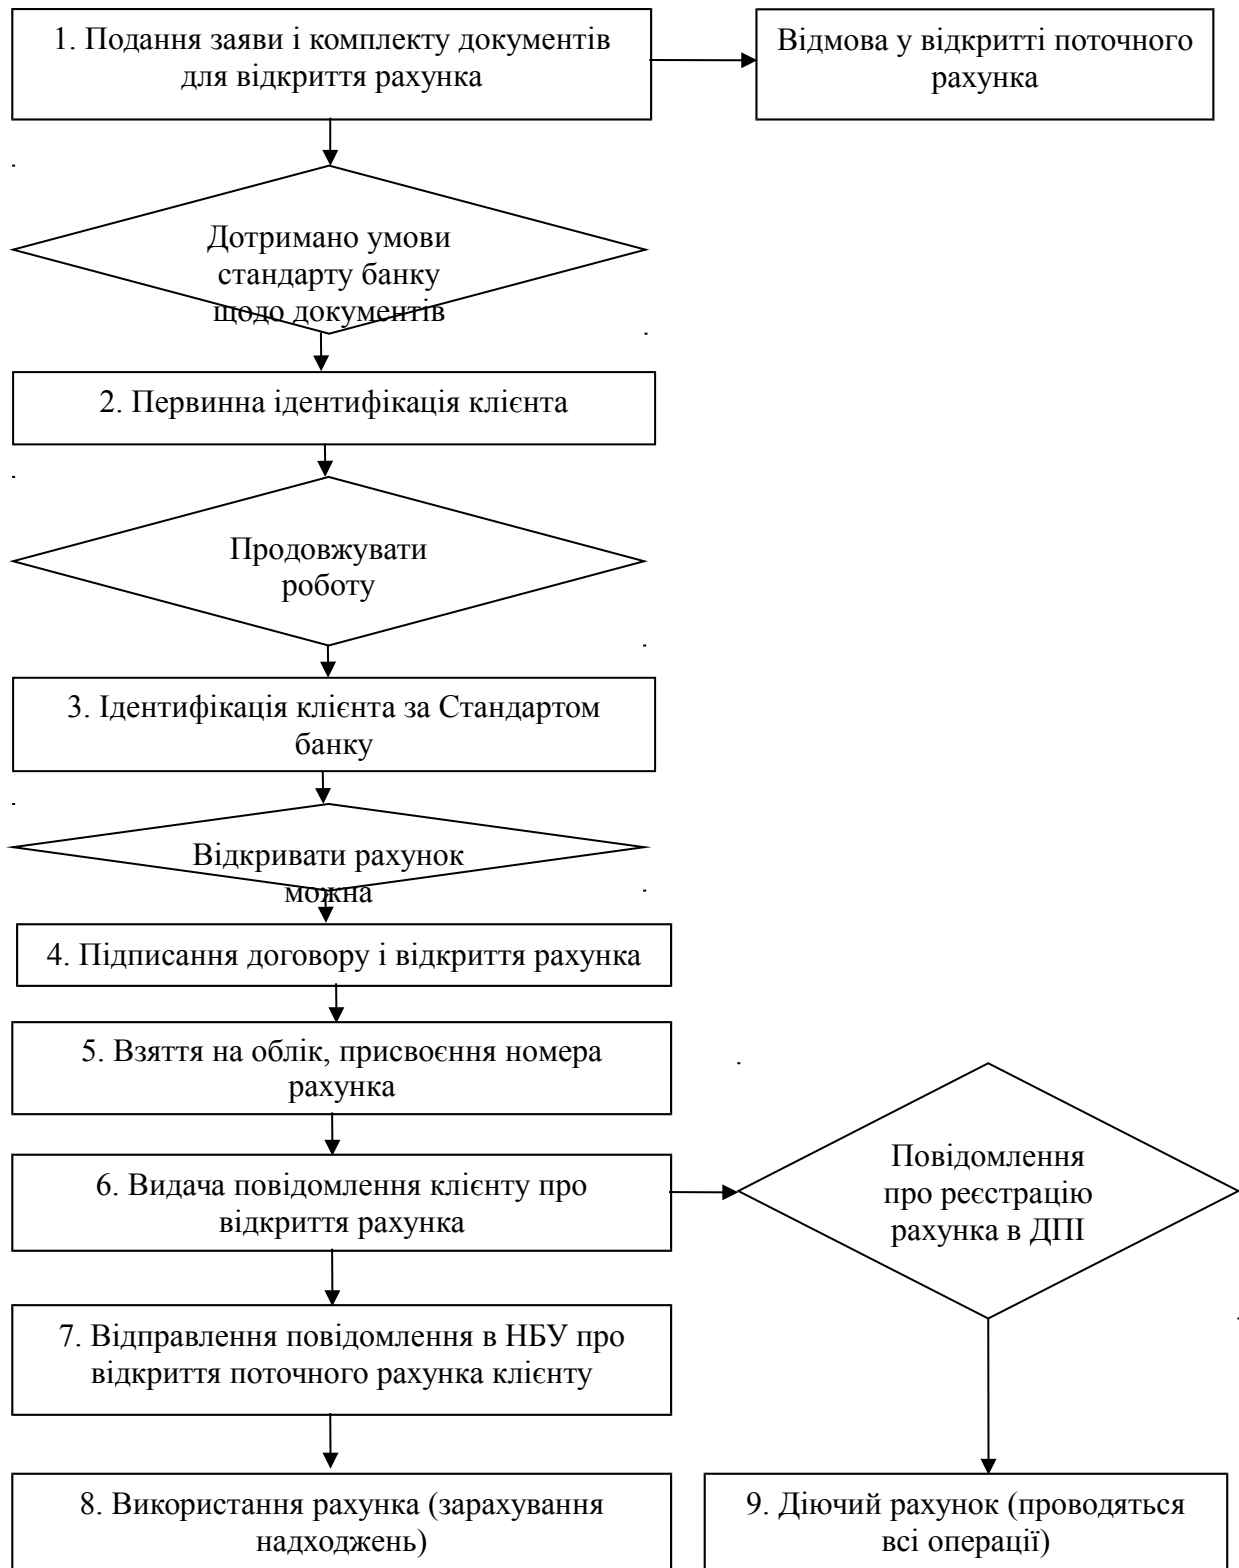 1. Подання заяви і комплекту документів
для відкриття рахунка
Відмова у відкритті поточного
рахунка
Дотримано умови
стандарту банку
щодо документів
2. Первинна ідентифікація клієнта
Продовжувати
роботу
3. Ідентифікація клієнта за Стандартом
банку
Відкривати рахунок
можна
4. Підписання договору і відкриття рахунка
5. Взяття на облік, присвоєння номера
рахунка
6. Видача повідомлення клієнту про
відкриття рахунка
Повідомлення
про реєстрацію
рахунка в ДПІ
7. Відправлення повідомлення в НБУ про
відкриття поточного рахунка клієнту
8. Використання рахунка (зарахування
надходжень)
9. Діючий рахунок (проводяться
всі операції)